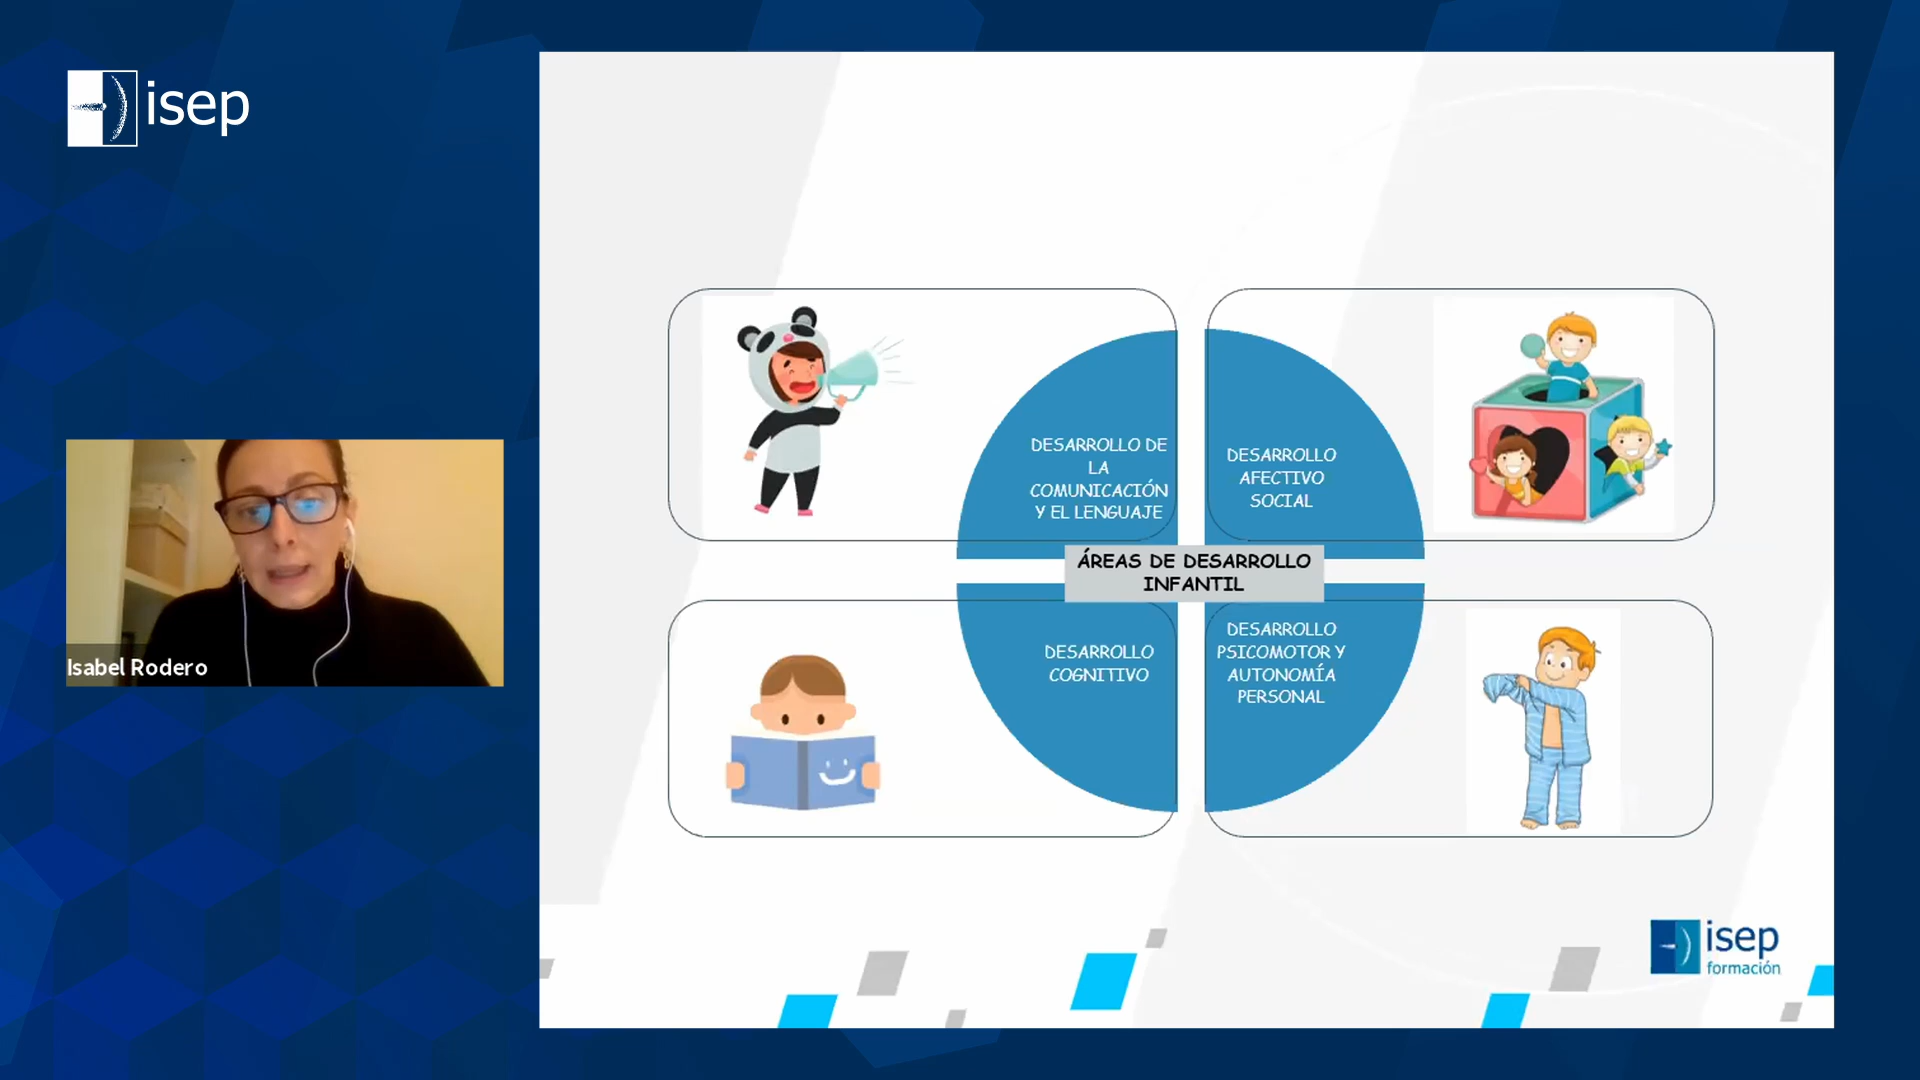 isep
Isabel Rodero
DESARROLLO DE
LA
COMUNICACIÓN
Y EL LENGUAJE
DESARROLLO
AFECTIVO
SOCIAL
ÁREAS DE DESARROLLO
INFANTIL
DESARROLLO
COGNITIVO
DESARROLLO
PSICOMOTOR Y
AUTONOMÍA
PERSONAL
isep
formación